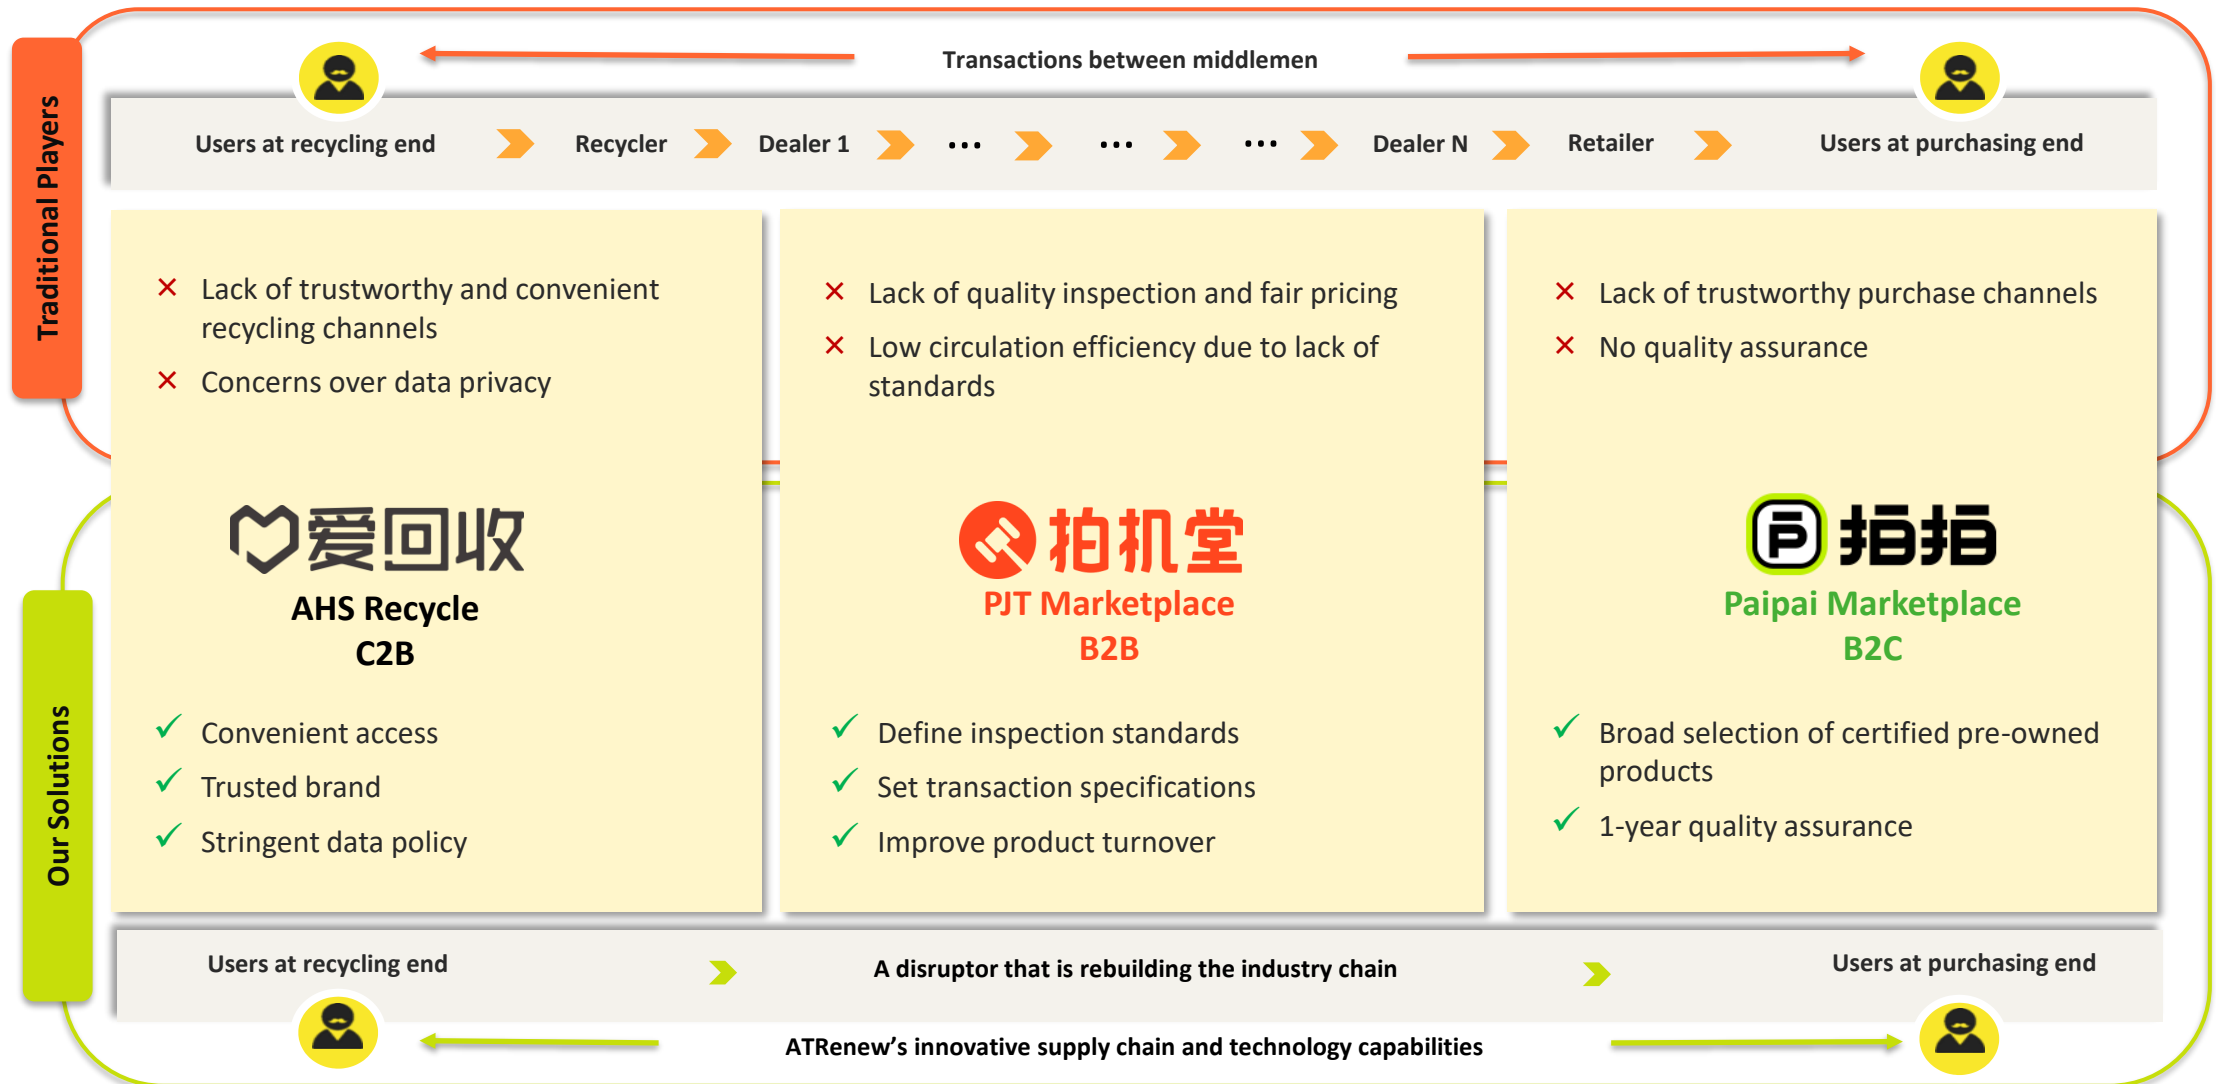 Traditional Players
Transactions between middlemen
Users at recycling end
Recycler
Dealer 1
...
...
...
Dealer N
Retailer
Users at purchasing end
× Lack of trustworthy and convenient
recycling channels
× Concerns over data privacy
× Lack of quality inspection and fair pricing
× Low circulation efficiency due to lack of
standards
× Lack of trustworthy purchase channels
× No quality assurance
Our Solutions
爱回收
AHS Recycle
C2B
✓ Convenient access
✓ Trusted brand
✓ Stringent data policy
拍机堂
PJT Marketplace
B2B
✓ Define inspection standards
✓ Set transaction specifications
✓ Improve product turnover
P 拍拍
Paipai Marketplace
B2C
✓ Broad selection of certified pre-owned
products
✓ 1-year quality assurance
Users at recycling end
A disruptor that is rebuilding the industry chain
Users at purchasing end
ATRenew’s innovative supply chain and technology capabilities